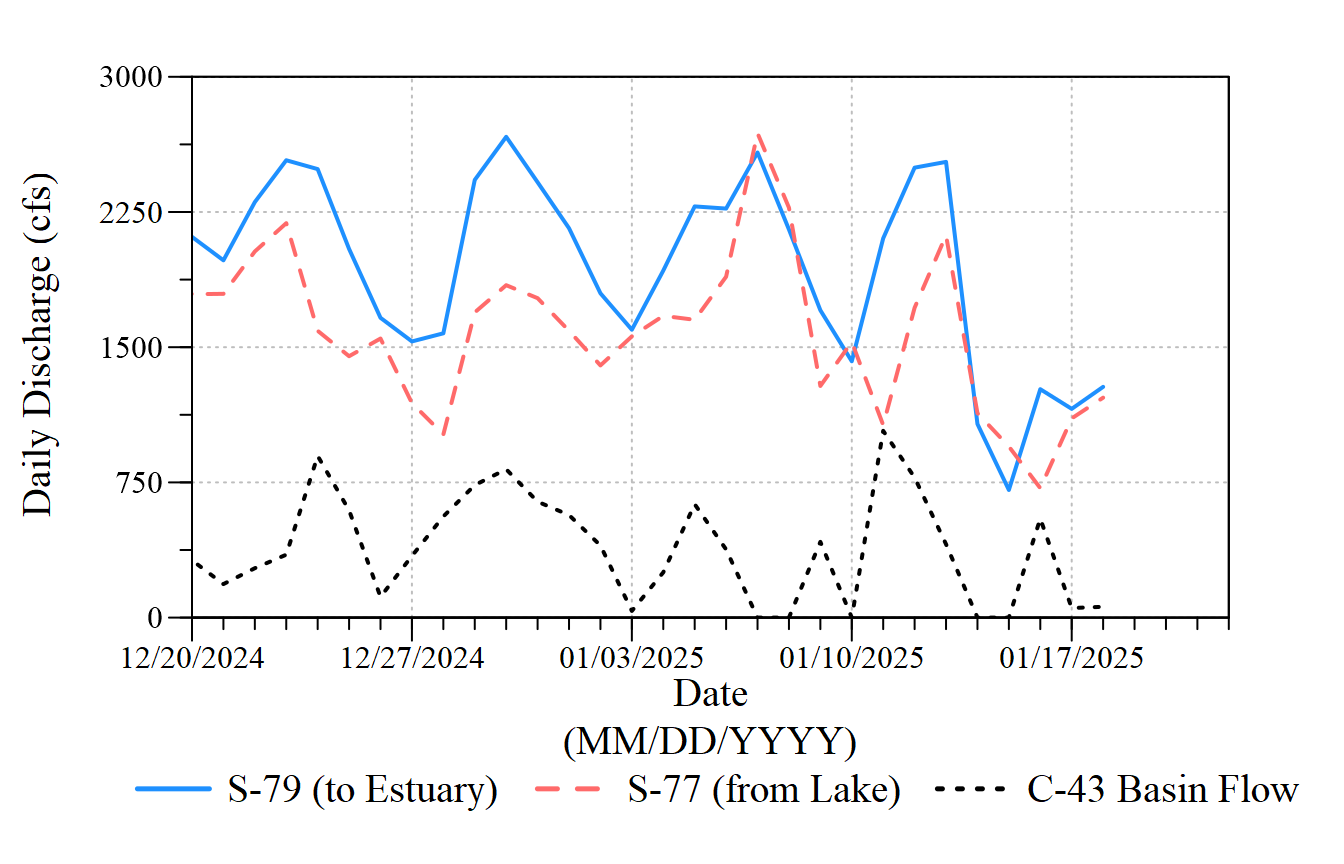 3000
2250
1500
750
0
Daily Discharge (cfs)
12/20/2024 12/27/2024 01/03/2025 01/10/2025 01/17/2025
Date
(MM/DD/YYYY)
S-79 (to Estuary) S-77 (from Lake) C-43 Basin Flow